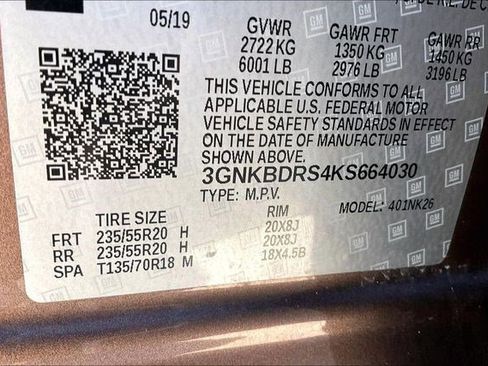 05/19 GVWR GAWR FRT GAWR RR
2722 KG 1350 KG 1450 KG
6001 LB 2976 LB 3196 LB
THIS VEHICLE CONFORMS TO ALL
APPLICABLE U.S. FEDERAL MOTOR
VEHICLE SAFETY STANDARDS IN EFFECT
ON THE DATE OF MANUFACTURE
SHOWN ABOVE.
3GNKBDRS4KS664030
TYPE: M.P.V. MODEL: 401NK26
TIRE SIZE RIM
FRT 235/55R20 H 20X8J
RR 235/55R20 H 20X8J
SPA T135/70R18 M 18X4.5B
GM